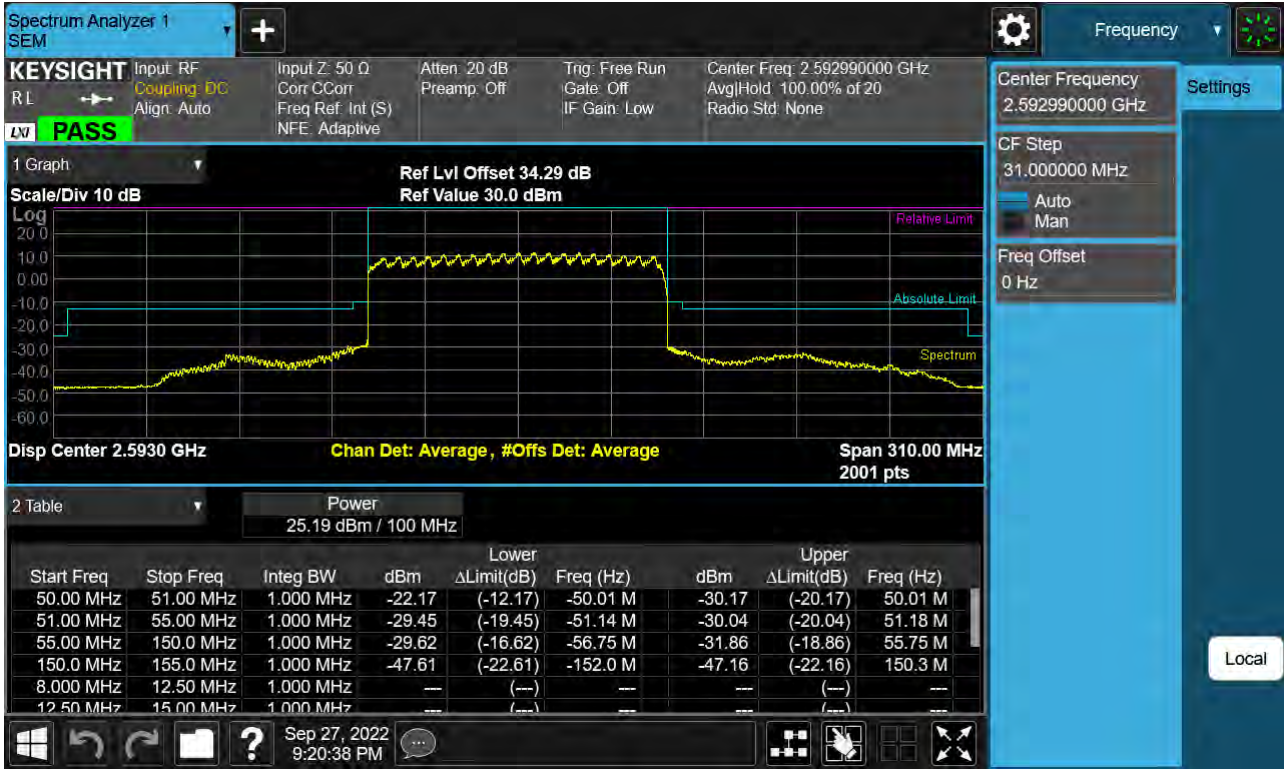 Spectrum Analyzer 1
SEM
Frequency
KEYSIGHT
R L
LXI
PASS
Input: RF
Coupling: DC
Align: Auto
Input Z: 50 Ω
Corr CCorr
Freq Ref: Int (S)
NFE: Adaptive
Atten: 20 dB
Preamp: Off
Trig: Free Run
Gate: Off
IF Gain: Low
Center Freq: 2.592990000 GHz
Avg|Hold: 100.00% of 20
Radio Std: None
Center Frequency
2.592990000 GHz
Settings
CF Step
31.000000 MHz
Auto
Man
Freq Offset
0 Hz
Local
1 Graph
Scale/Div 10 dB
Ref Lvl Offset 34.29 dB
Ref Value 30.0 dBm
Log
20.0
10.0
0.00
-10.0
-20.0
-30.0
-40.0
-50.0
-60.0
Relative Limit
Absolute Limit
Spectrum
Disp Center 2.5930 GHz
Chan Det: Average, #Offs Det: Average
Span 310.00 MHz
2001 pts
2 Table
Power
25.19 dBm / 100 MHz
Lower Upper
Start Freq Stop Freq Integ BW dBm ΔLimit(dB) Freq (Hz) dBm ΔLimit(dB) Freq (Hz)
50.00 MHz 51.00 MHz 1.000 MHz -22.17 (-12.17) -50.01 M -30.17 (-20.17) 50.01 M
51.00 MHz 55.00 MHz 1.000 MHz -29.45 (-19.45) -51.14 M -30.04 (-20.04) 51.18 M
55.00 MHz 150.0 MHz 1.000 MHz -29.62 (-16.62) -56.75 M -31.86 (-18.86) 55.75 M
150.0 MHz 155.0 MHz 1.000 MHz -47.61 (-22.61) -152.0 M -47.16 (-22.16) 150.3 M
8.000 MHz 12.50 MHz 1.000 MHz --- (---) --- --- (---) ---
12.50 MHz 15.00 MHz 1.000 MHz --- (---) --- --- (---) ---
Sep 27, 2022
9:20:38 PM